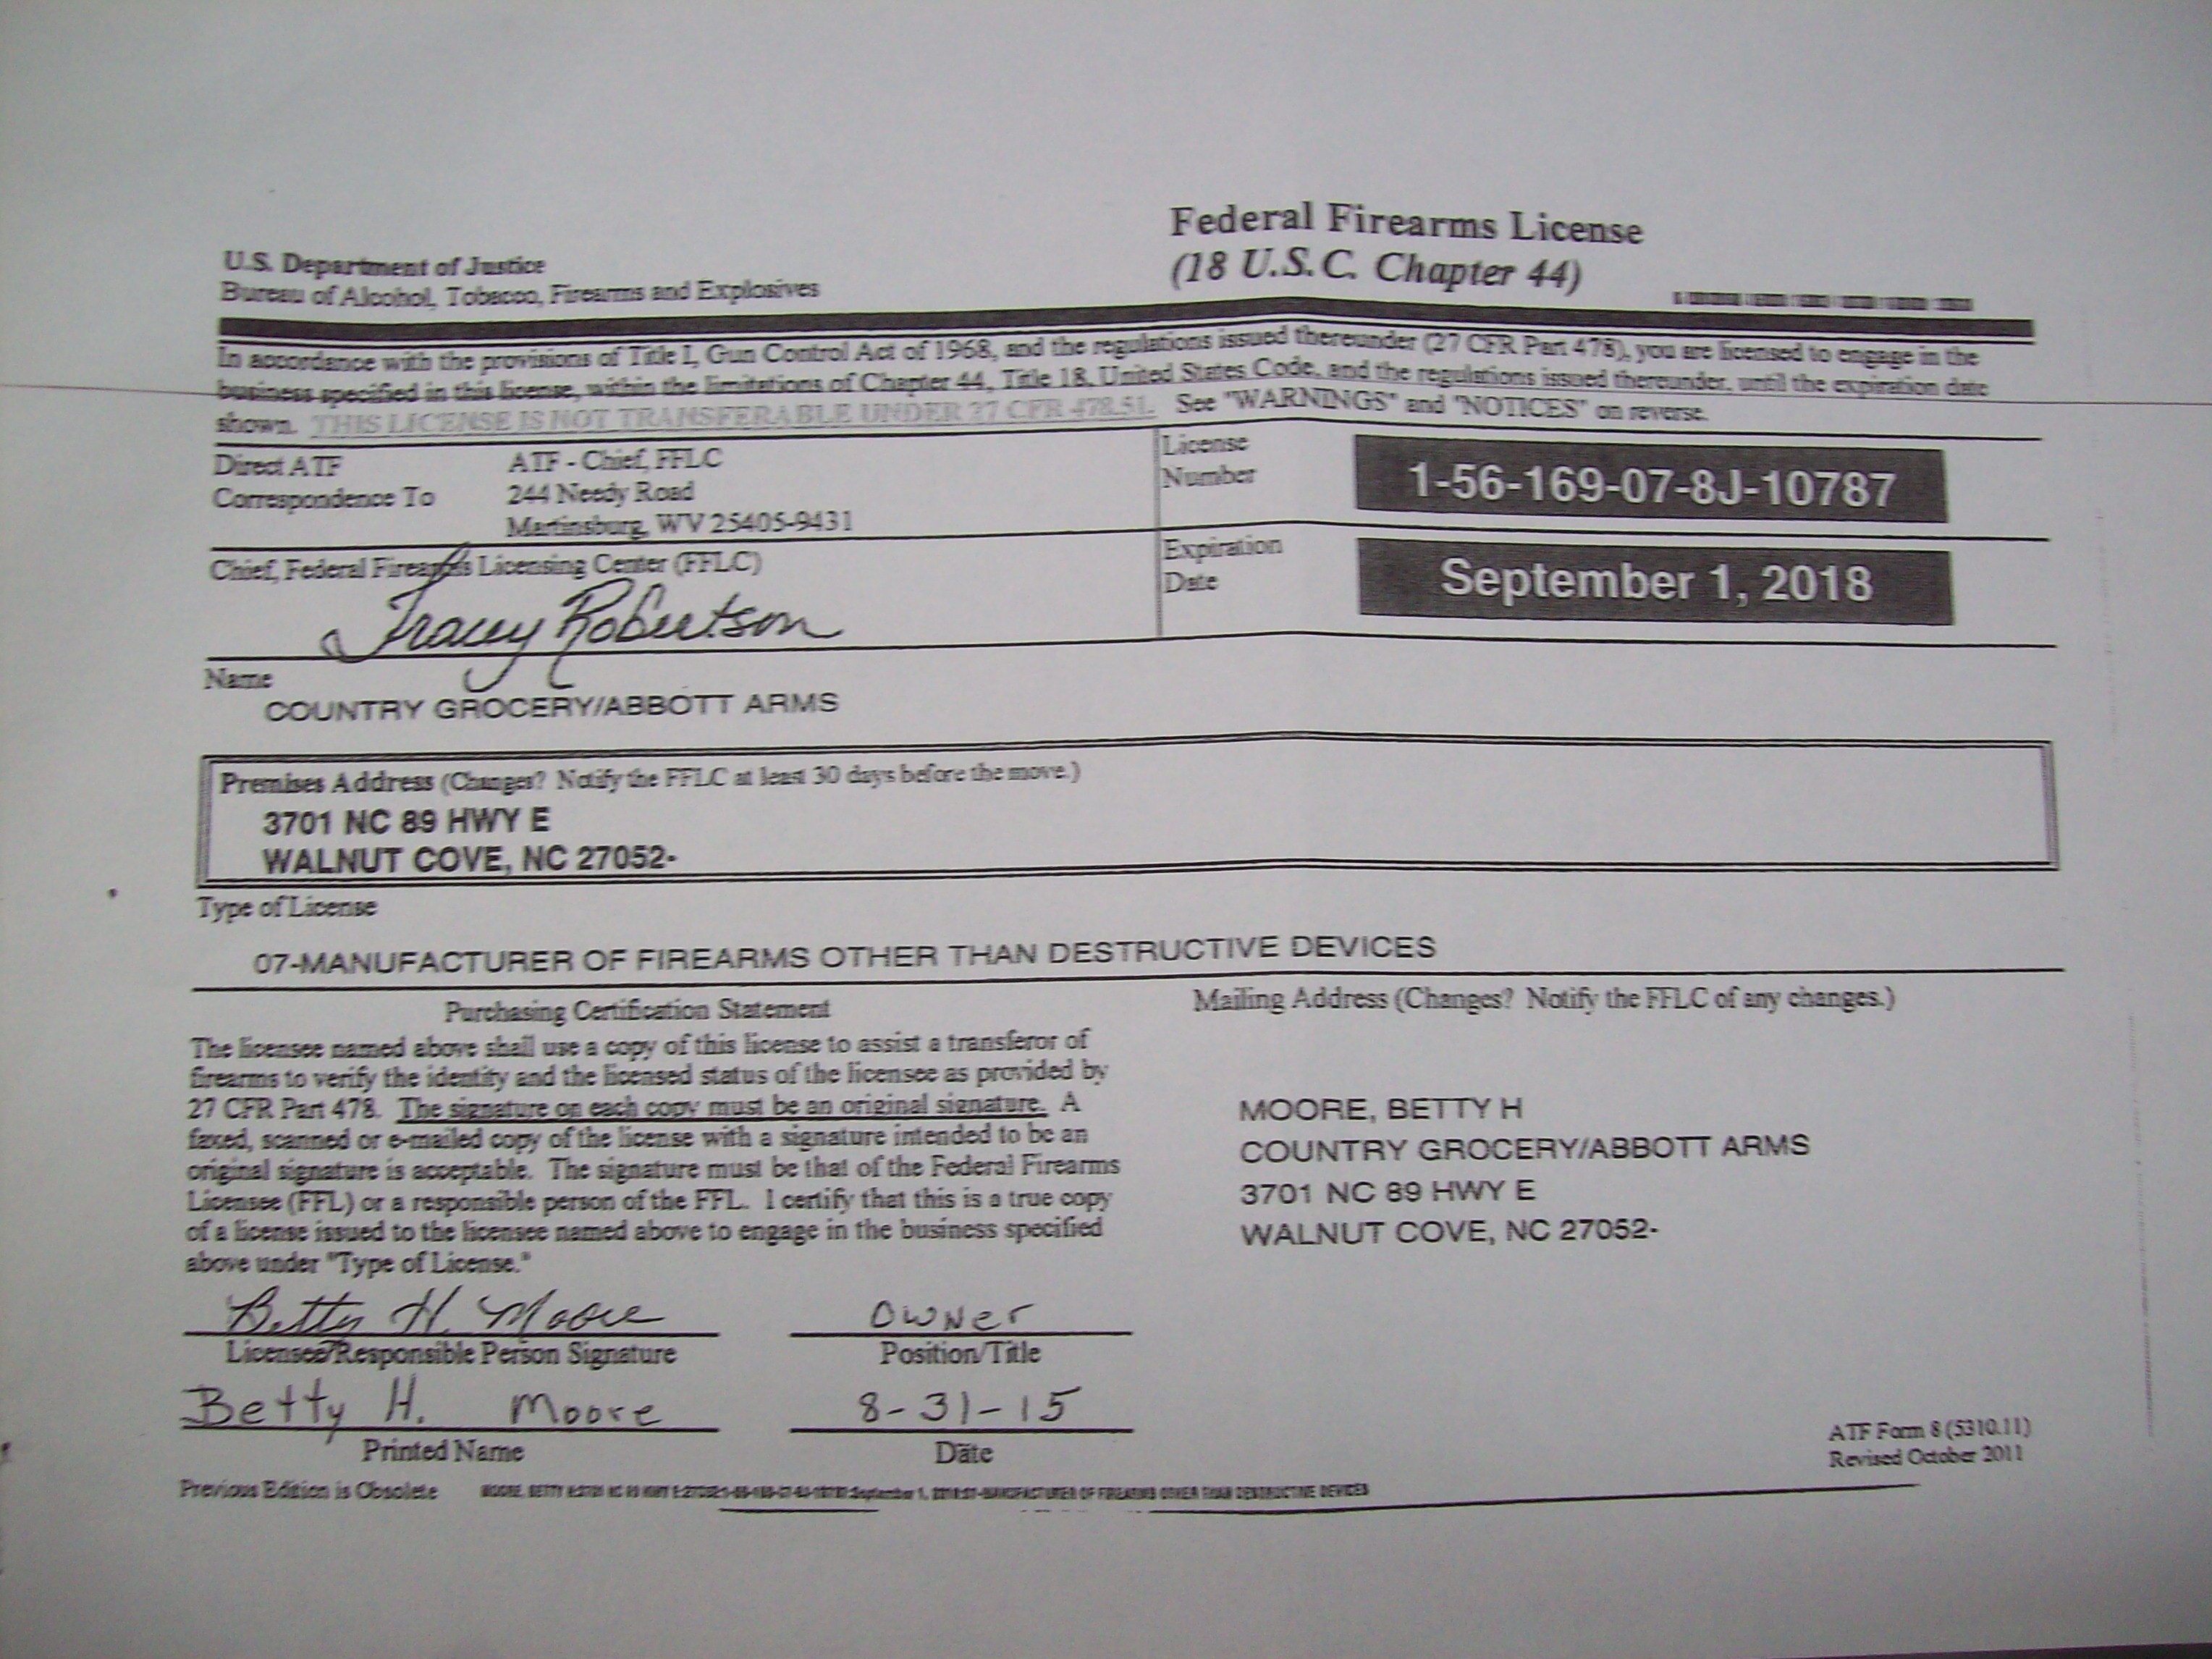 Federal Firearms License
(18 U.S.C. Chapter 44)
U.S. Department of Justice
Bureau of Alcohol, Tobacco, Firearms and Explosives
In accordance with the provisions of Title I, Gun Control Act of 1968, and the regulations issued thereunder (27 CFR Part 478), you are licensed to engage in the
business specified in this license, within the limitations of Chapter 44, Title 18, United States Code, and the regulations issued thereunder, until the expiration date
shown. THIS LICENSE IS NOT TRANSFERABLE UNDER 27 CFR 478.51. See "WARNINGS" and "NOTICES" on reverse.
Direct ATF
Correspondence To
ATF - Chief, FFLC
244 Needy Road
Martinsburg, WV 25405-9431
License
Number
1-56-169-07-8J-10787
Chief, Federal Firearms Licensing Center (FFLC)
Tracey Robertson
Expiration
Date
September 1, 2018
Name
COUNTRY GROCERY/ABBOTT ARMS
Premises Address (Changes? Notify the FFLC at least 30 days before the move.)
3701 NC 89 HWY E
WALNUT COVE, NC 27052-
Type of License
07-MANUFACTURER OF FIREARMS OTHER THAN DESTRUCTIVE DEVICES
Purchasing Certification Statement
The licensee named above shall use a copy of this license to assist a transferor of
firearms to verify the identity and the licensed status of the licensee as provided by
27 CFR Part 478. The signature on each copy must be an original signature. A
faxed, scanned or e-mailed copy of the license with a signature intended to be an
original signature is acceptable. The signature must be that of the Federal Firearms
Licensee (FFL) or a responsible person of the FFL. I certify that this is a true copy
of a license issued to the licensee named above to engage in the business specified
above under "Type of License."
Mailing Address (Changes? Notify the FFLC of any changes.)
MOORE, BETTY H
COUNTRY GROCERY/ABBOTT ARMS
3701 NC 89 HWY E
WALNUT COVE, NC 27052-
Betty H. Moore
Owner
Licensee/Responsible Person Signature
Position/Title
Betty H. Moore
8-31-15
Printed Name
Date
ATF Form 8 (5310.11)
Revised October 2011
Previous Edition is Obsolete